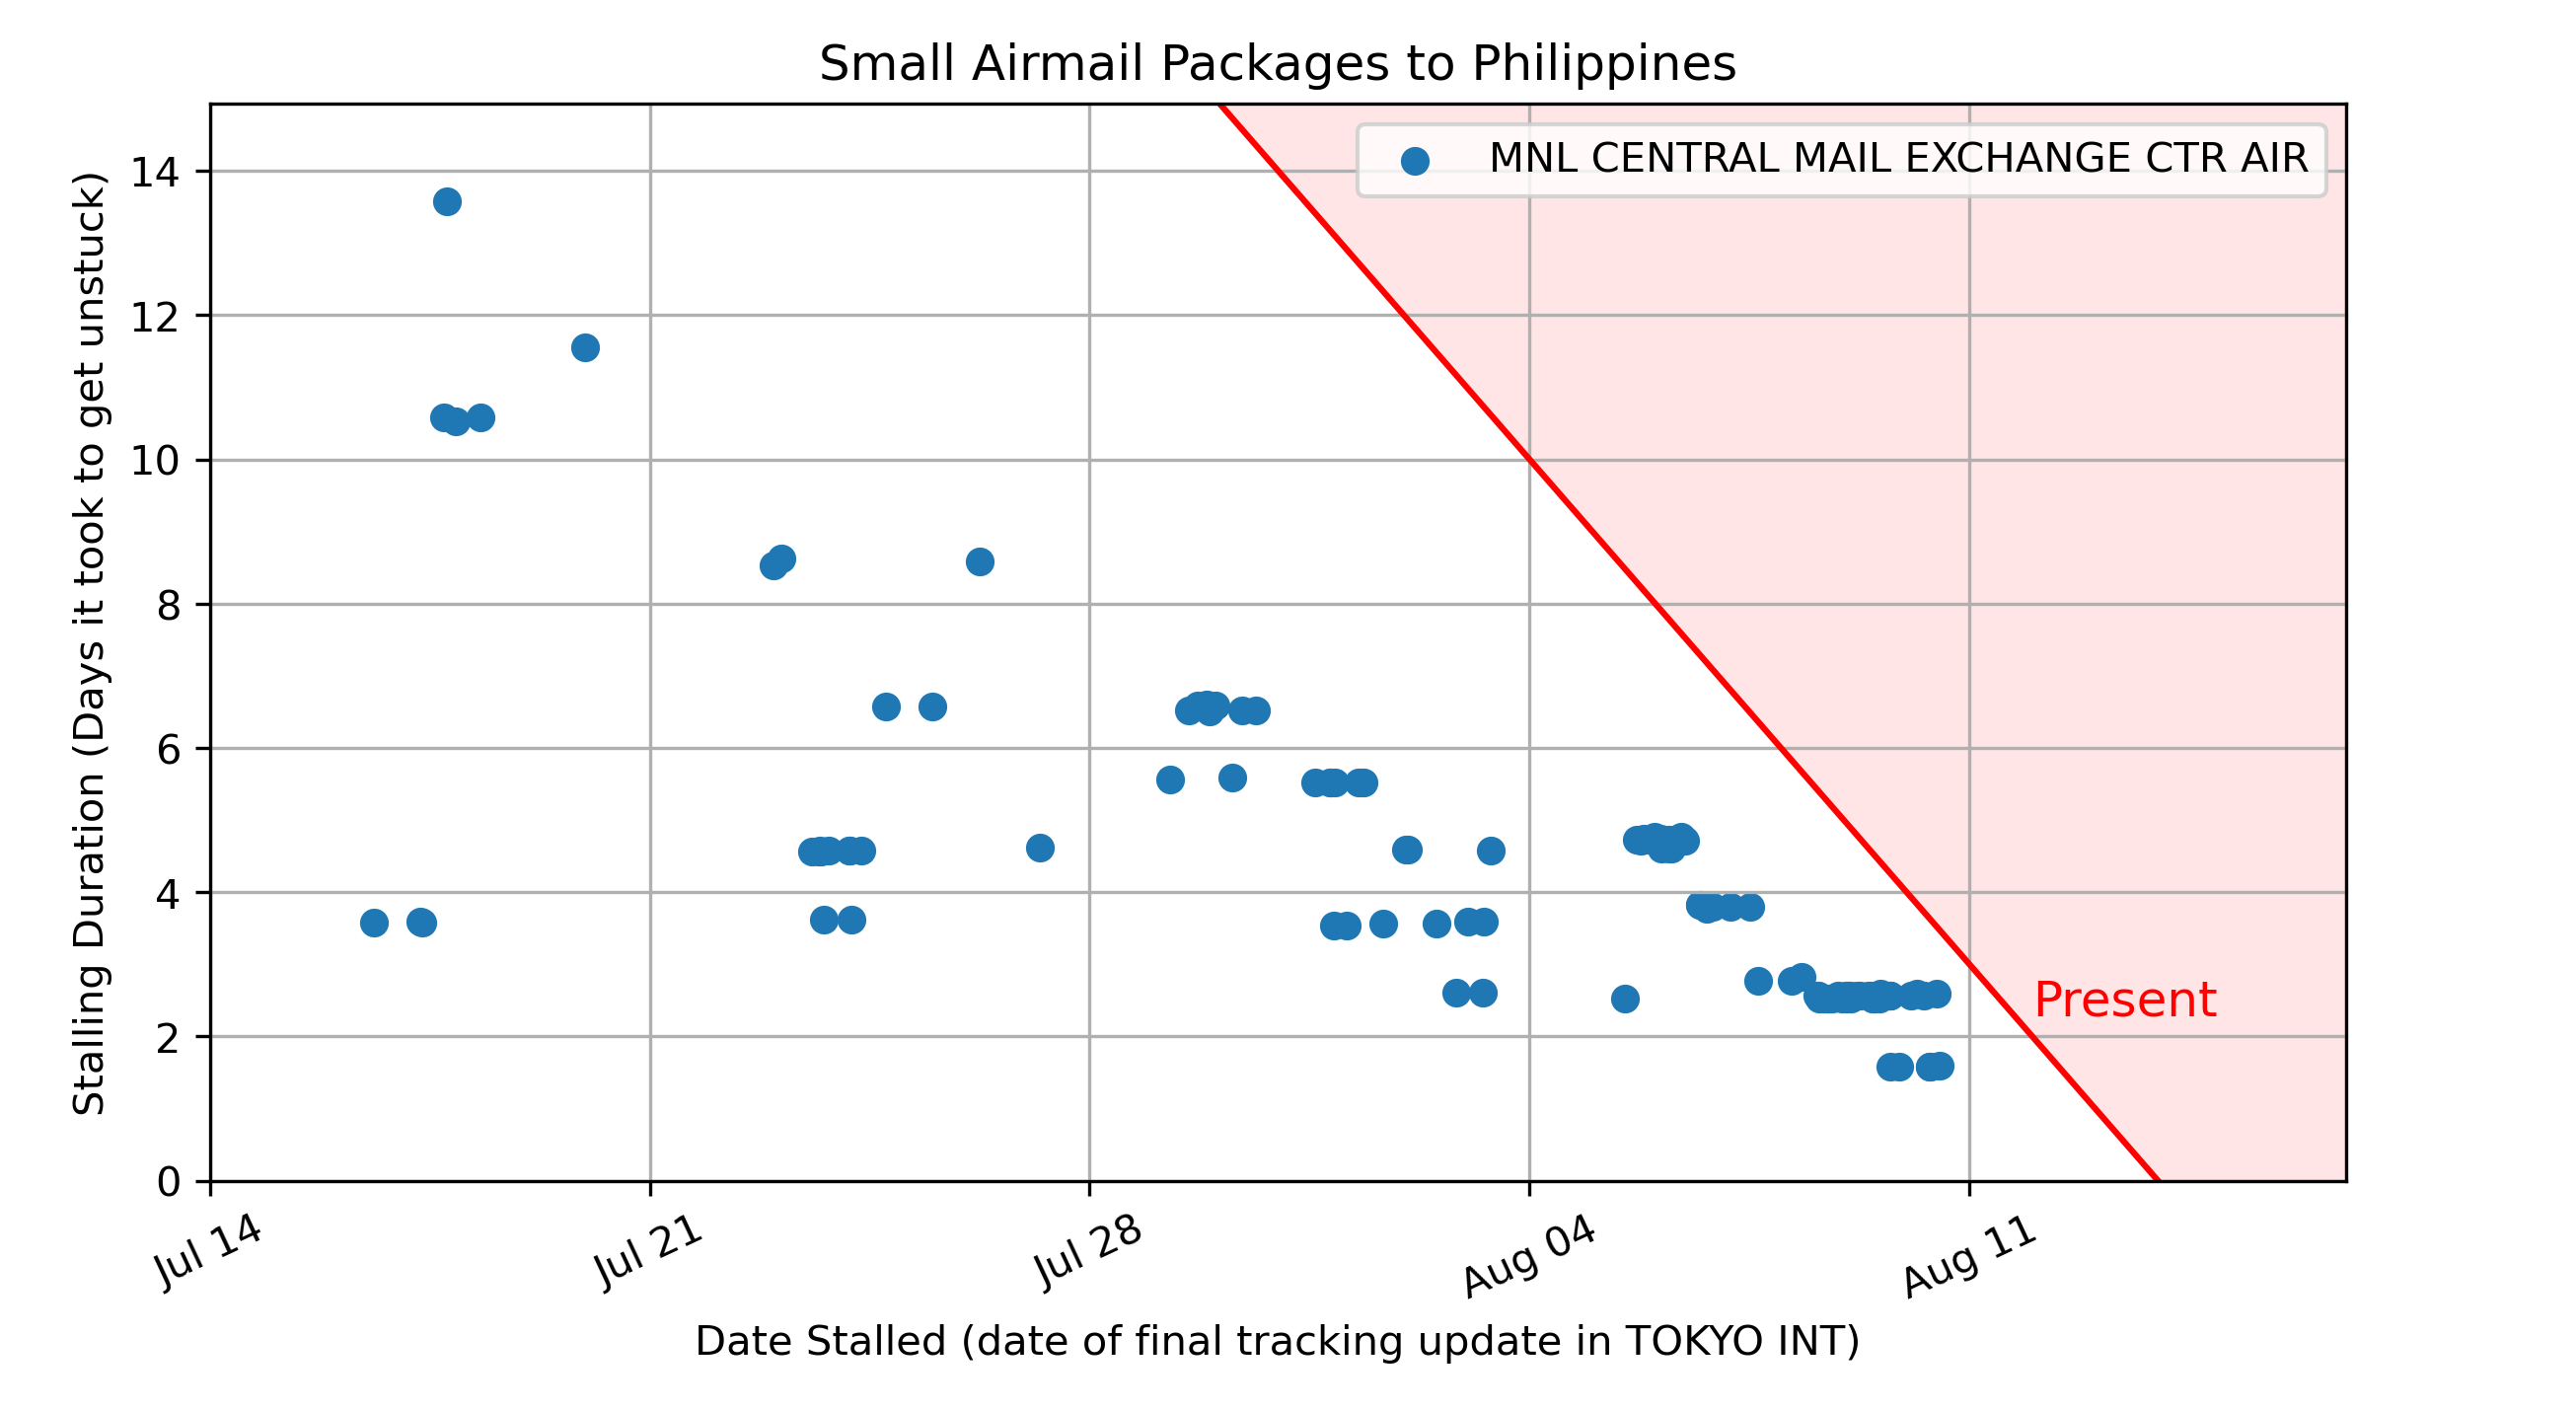 Small Airmail Packages to Philippines
MNL CENTRAL MAIL EXCHANGE CTR AIR
Stalling Duration (Days it took to get unstuck)
14
12
10
8
6
4
2
0
Present
Jul 14
Jul 21
Jul 28
Aug 04
Aug 11
Date Stalled (date of final tracking update in TOKYO INT)